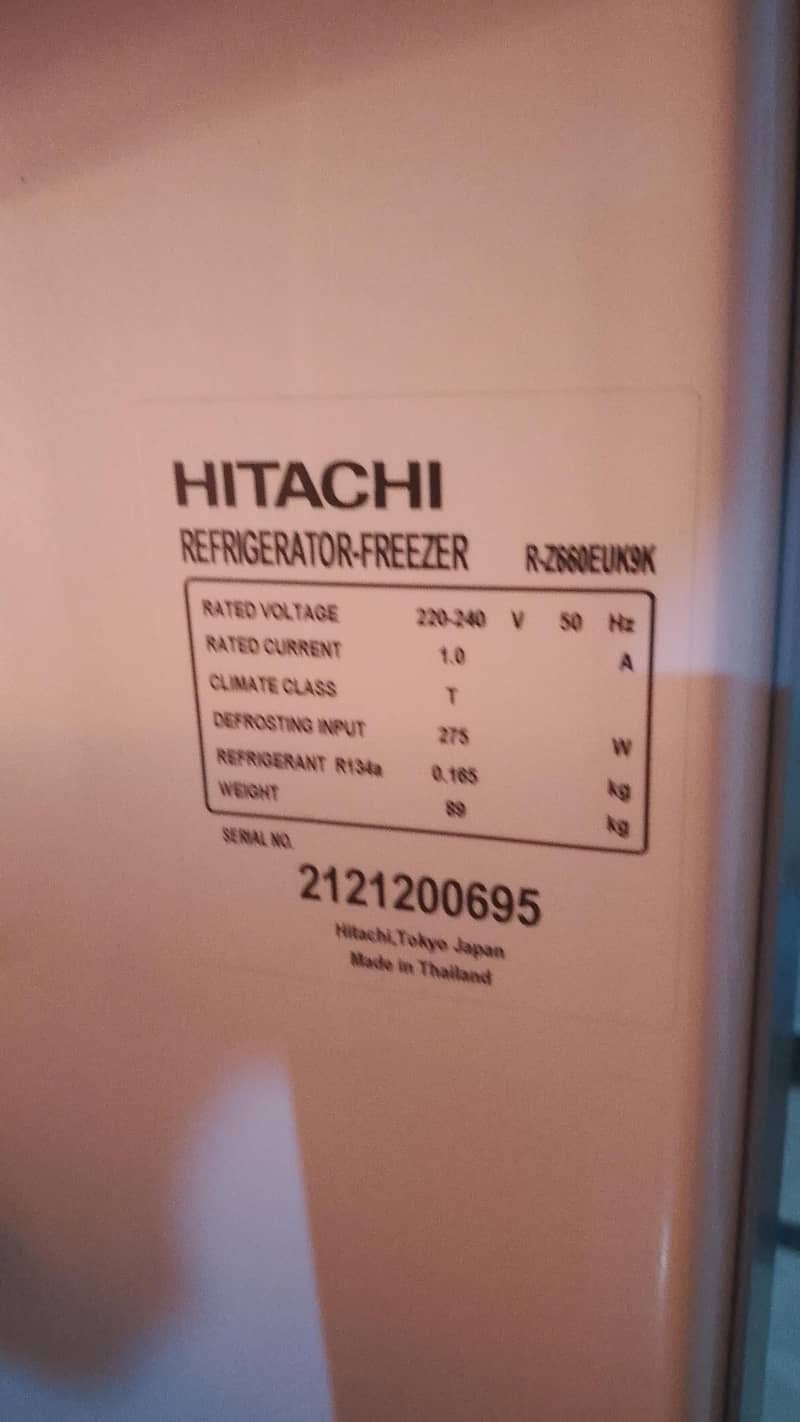 HITACHI
REFRIGERATOR-FREEZER R-Z660EUK9K
RATED VOLTAGE 220-240 V 50 Hz
RATED CURRENT 1.0 A
CLIMATE CLASS T
DEFROSTING INPUT 275 W
REFRIGERANT R134a 0.165 kg
WEIGHT 89 kg
SERIAL NO.
2121200695
Hitachi,Tokyo Japan
Made in Thailand